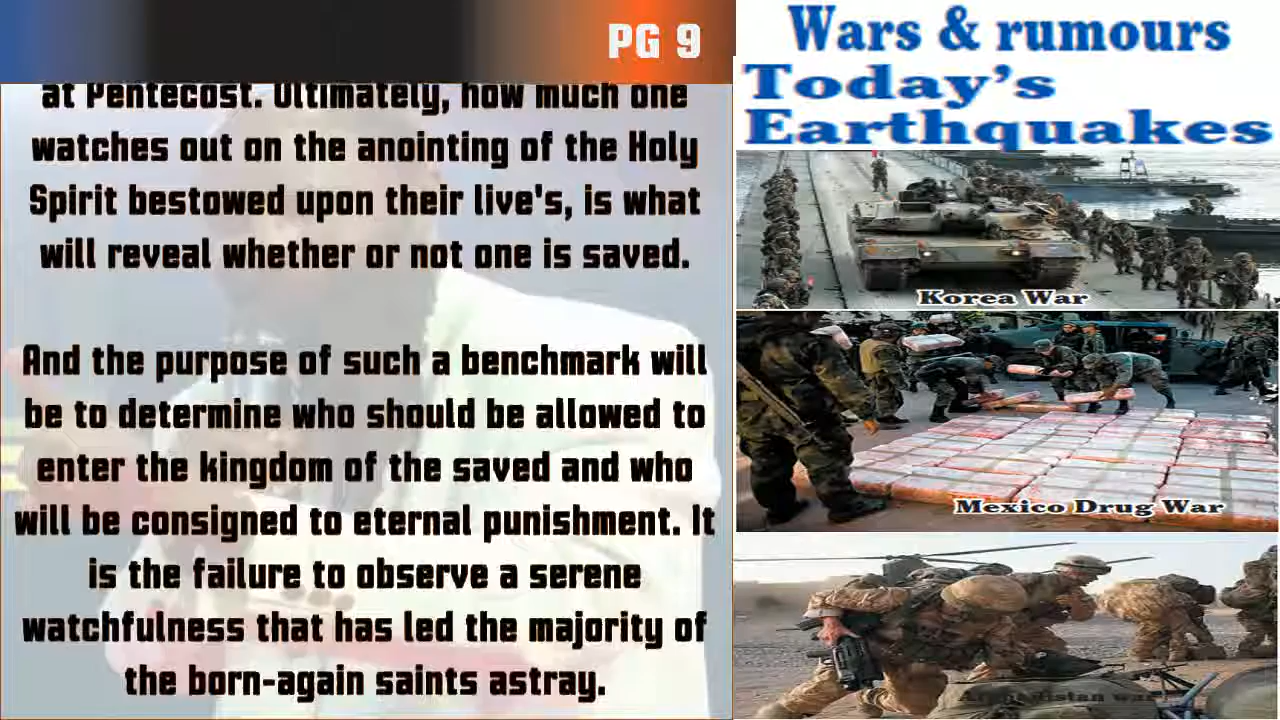 PG 9
at Pentecost. Ultimately, how much one
watches out on the anointing of the Holy
Spirit bestowed upon their live's, is what
will reveal whether or not one is saved.
And the purpose of such a benchmark will
be to determine who should be allowed to
enter the kingdom of the saved and who
will be consigned to eternal punishment. It
is the failure to observe a serene
watchfulness that has led the majority of
the born-again saints astray.
Wars & rumours
Today's
Earthquakes
Korea War
Mexico Drug War
Afghanistan war